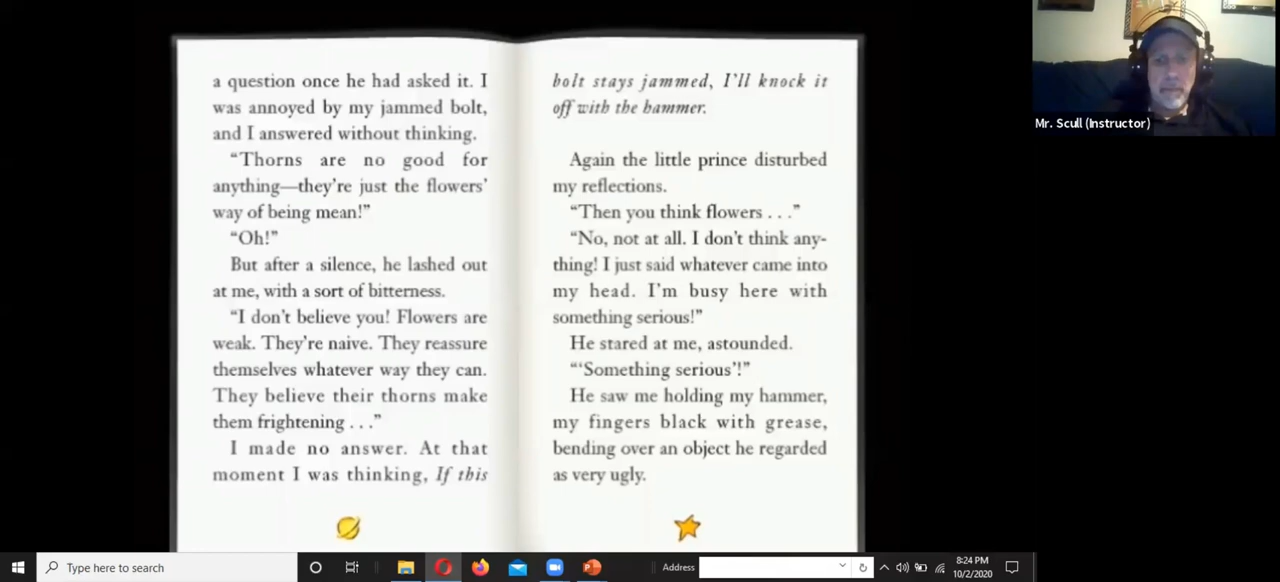 a question once he had asked it. I
was annoyed by my jammed bolt,
and I answered without thinking.
“Thorns are no good for
anything—they’re just the flowers’
way of being mean!”
“Oh!”
But after a silence, he lashed out
at me, with a sort of bitterness.
“I don’t believe you! Flowers are
weak. They’re naive. They reassure
themselves whatever way they can.
They believe their thorns make
them frightening . . .”
I made no answer. At that
moment I was thinking, If this
bolt stays jammed, I’ll knock it
off with the hammer.
Again the little prince disturbed
my reflections.
“Then you think flowers . . .”
“No, not at all. I don’t think any-
thing! I just said whatever came into
my head. I’m busy here with
something serious!”
He stared at me, astounded.
“‘Something serious’!”
He saw me holding my hammer,
my fingers black with grease,
bending over an object he regarded
as very ugly.
Mr. Scull (Instructor)
Type here to search
Address
8:24 PM
10/2/2020